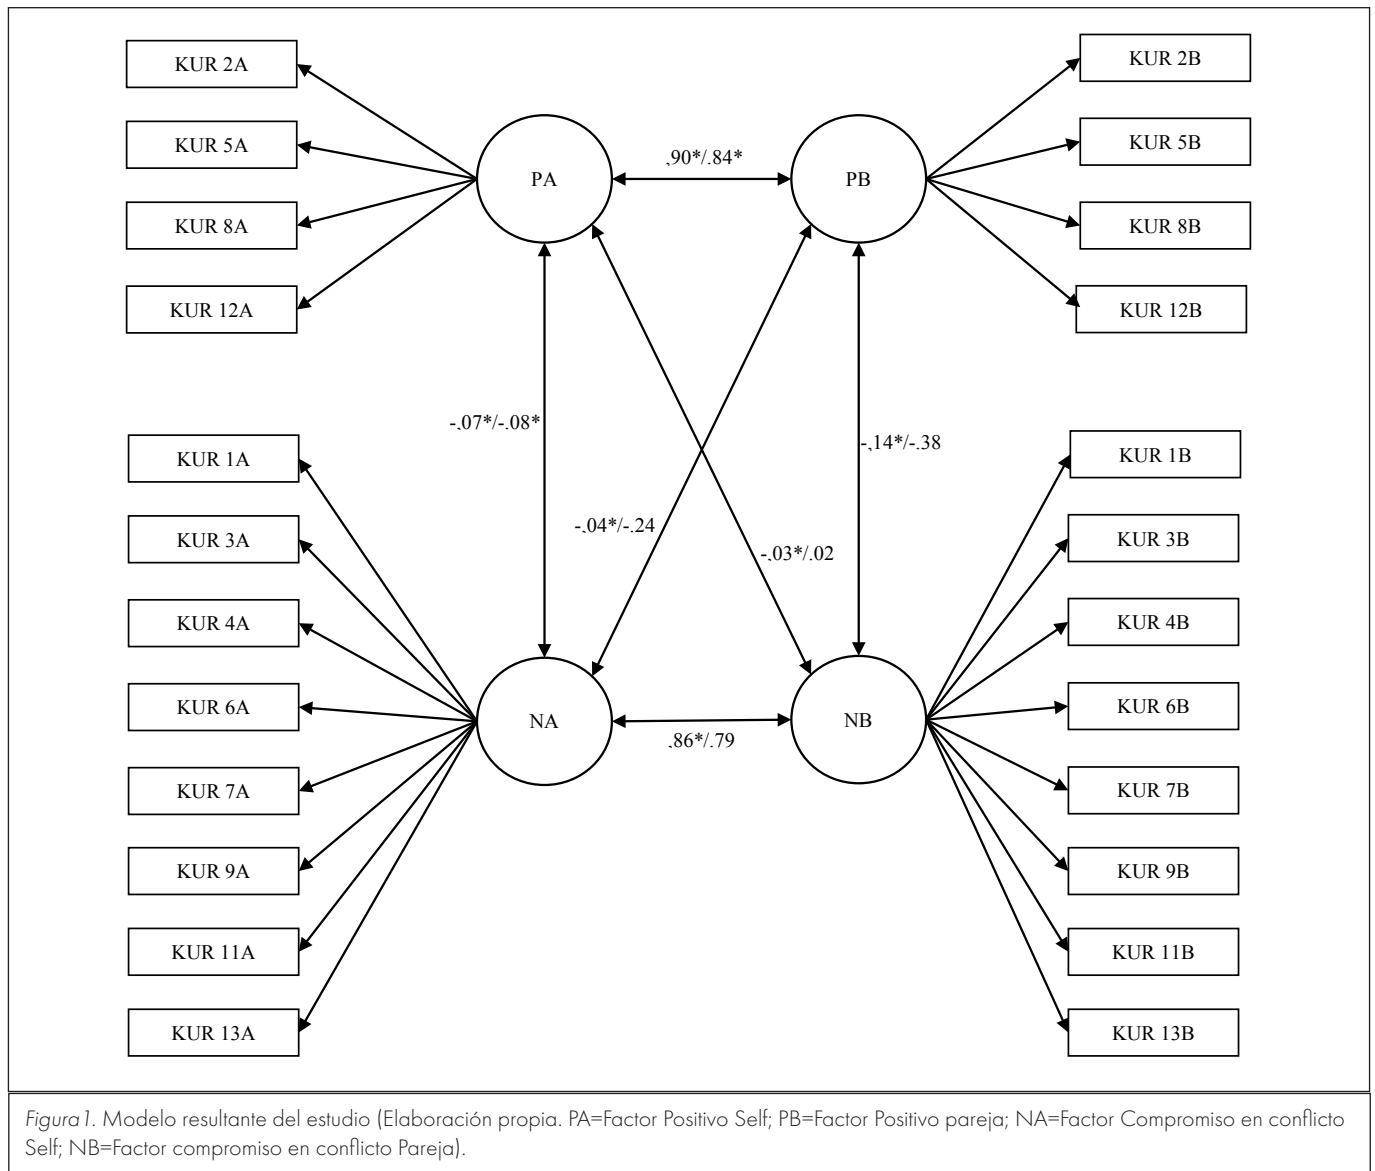 KUR 2A
KUR 2B
KUR 5A
KUR 5B
KUR 8A
KUR 8B
KUR 12A
KUR 12B
PA
,90*/.84*
PB
-.07*/-.08*
-,14*/-.38
-,04*/-.24
-,03*/.02
KUR 1A
KUR 1B
KUR 3A
KUR 3B
KUR 4A
KUR 4B
KUR 6A
KUR 6B
KUR 7A
KUR 7B
KUR 9A
KUR 9B
KUR 11A
KUR 11B
KUR 13A
KUR 13B
NA
,86*/.79
NB
Figura1. Modelo resultante del estudio (Elaboración propia. PA=Factor Positivo Self; PB=Factor Positivo pareja; NA=Factor Compromiso en conflicto
Self; NB=Factor compromiso en conflicto Pareja).